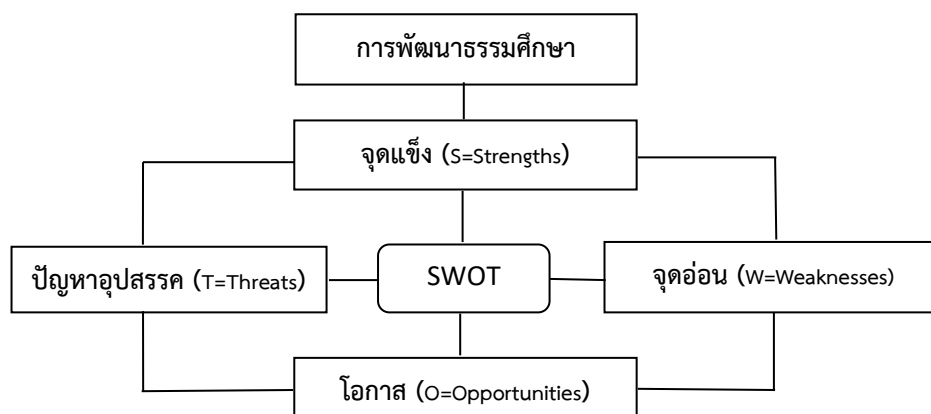 การพัฒนาธรรมศึกษา
จุดแข็ง (S=Strengths)
ปัญหาอุปสรรค (T=Threats)
SWOT
จุดอ่อน (W=Weaknesses)
โอกาส (O=Opportunities)